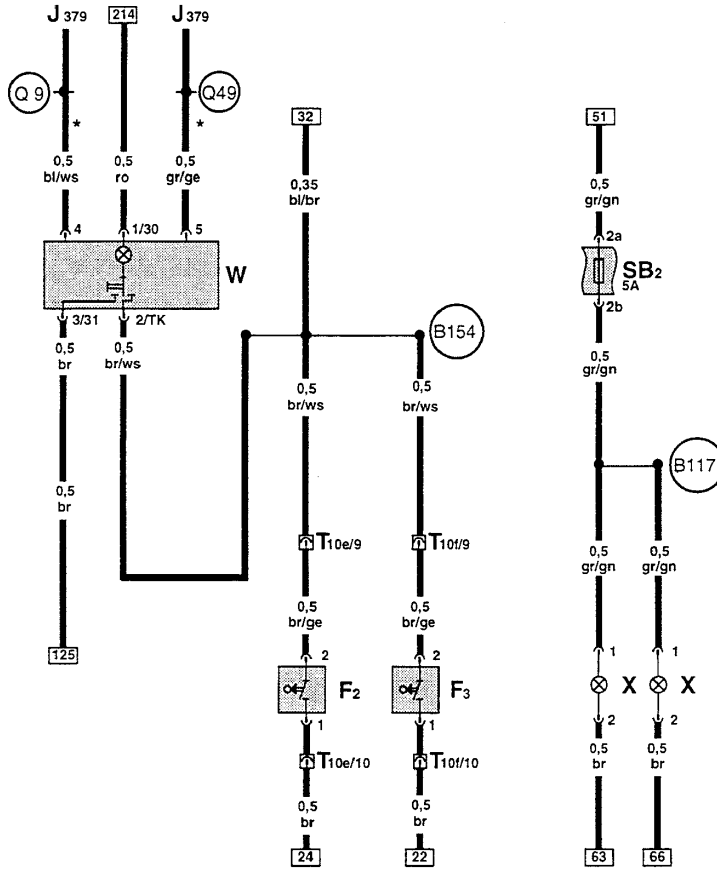 J379 214 J379
Q 9 Q49
* *
32 51
0,5 bl/ws
0,5 ro
0,5 gr/ge
0,35 bl/br
0,5 gr/gn
4 1/30 5
2a
W
SB2 5A
3/31 2/TK
2b
B154
0,5 br
0,5 br/ws
0,5 gr/gn
0,5 br/ws
0,5 br/ws
B117
0,5 br
T10e/9 T10f/9
0,5 gr/gn
0,5 gr/gn
0,5 br/ge
0,5 br/ge
125
2 2
1 1
F2 F3
X X
1 1
2 2
T10e/10 T10f/10
0,5 br
0,5 br
0,5 br
0,5 br
24 22 63 66